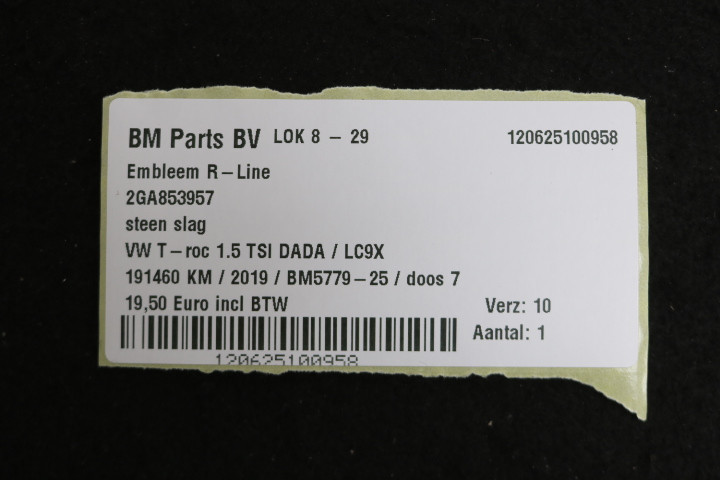 BM Parts BV LOK 8 - 29 120625100958
Embleem R-Line
2GA853957
steen slag
VW T-roc 1.5 TSI DADA / LC9X
191460 KM / 2019 / BM5779-25 / doos 7
19,50 Euro incl BTW Verz: 10
Aantal: 1
120625100958